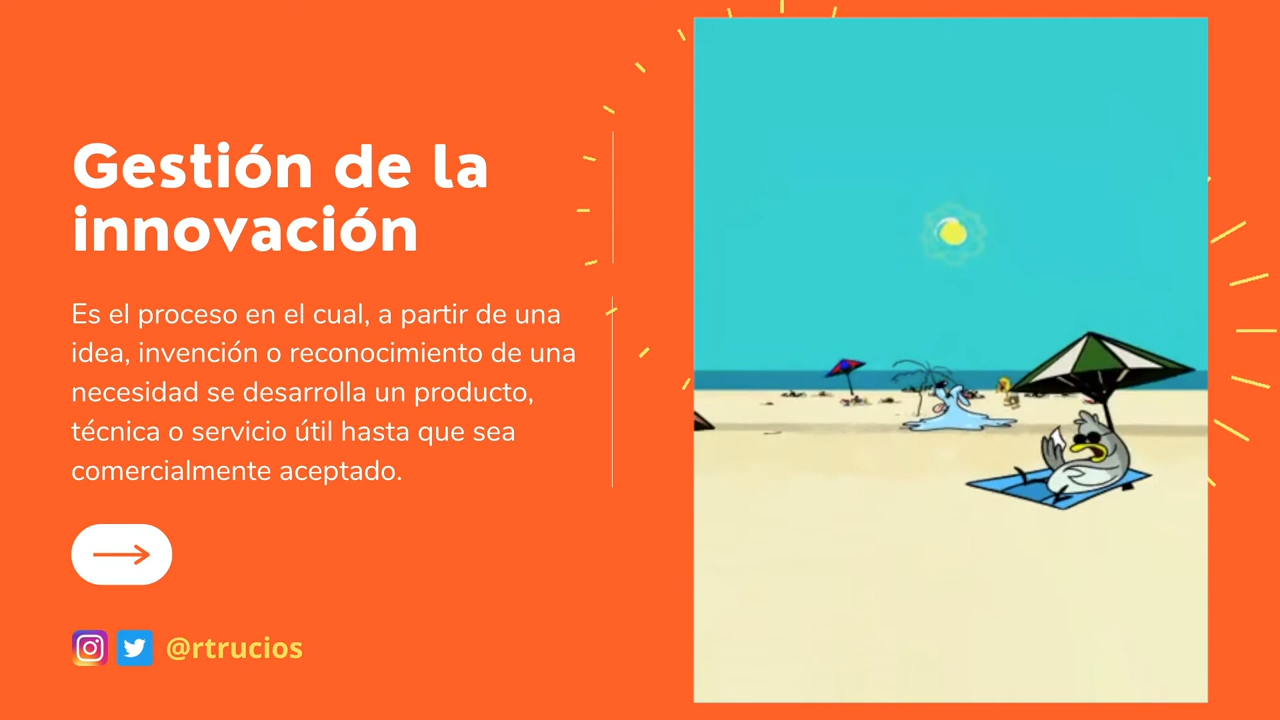 Gestión de la
innovación
Es el proceso en el cual, a partir de una
idea, invención o reconocimiento de una
necesidad se desarrolla un producto,
técnica o servicio útil hasta que sea
comercialmente aceptado.
@rtrucios